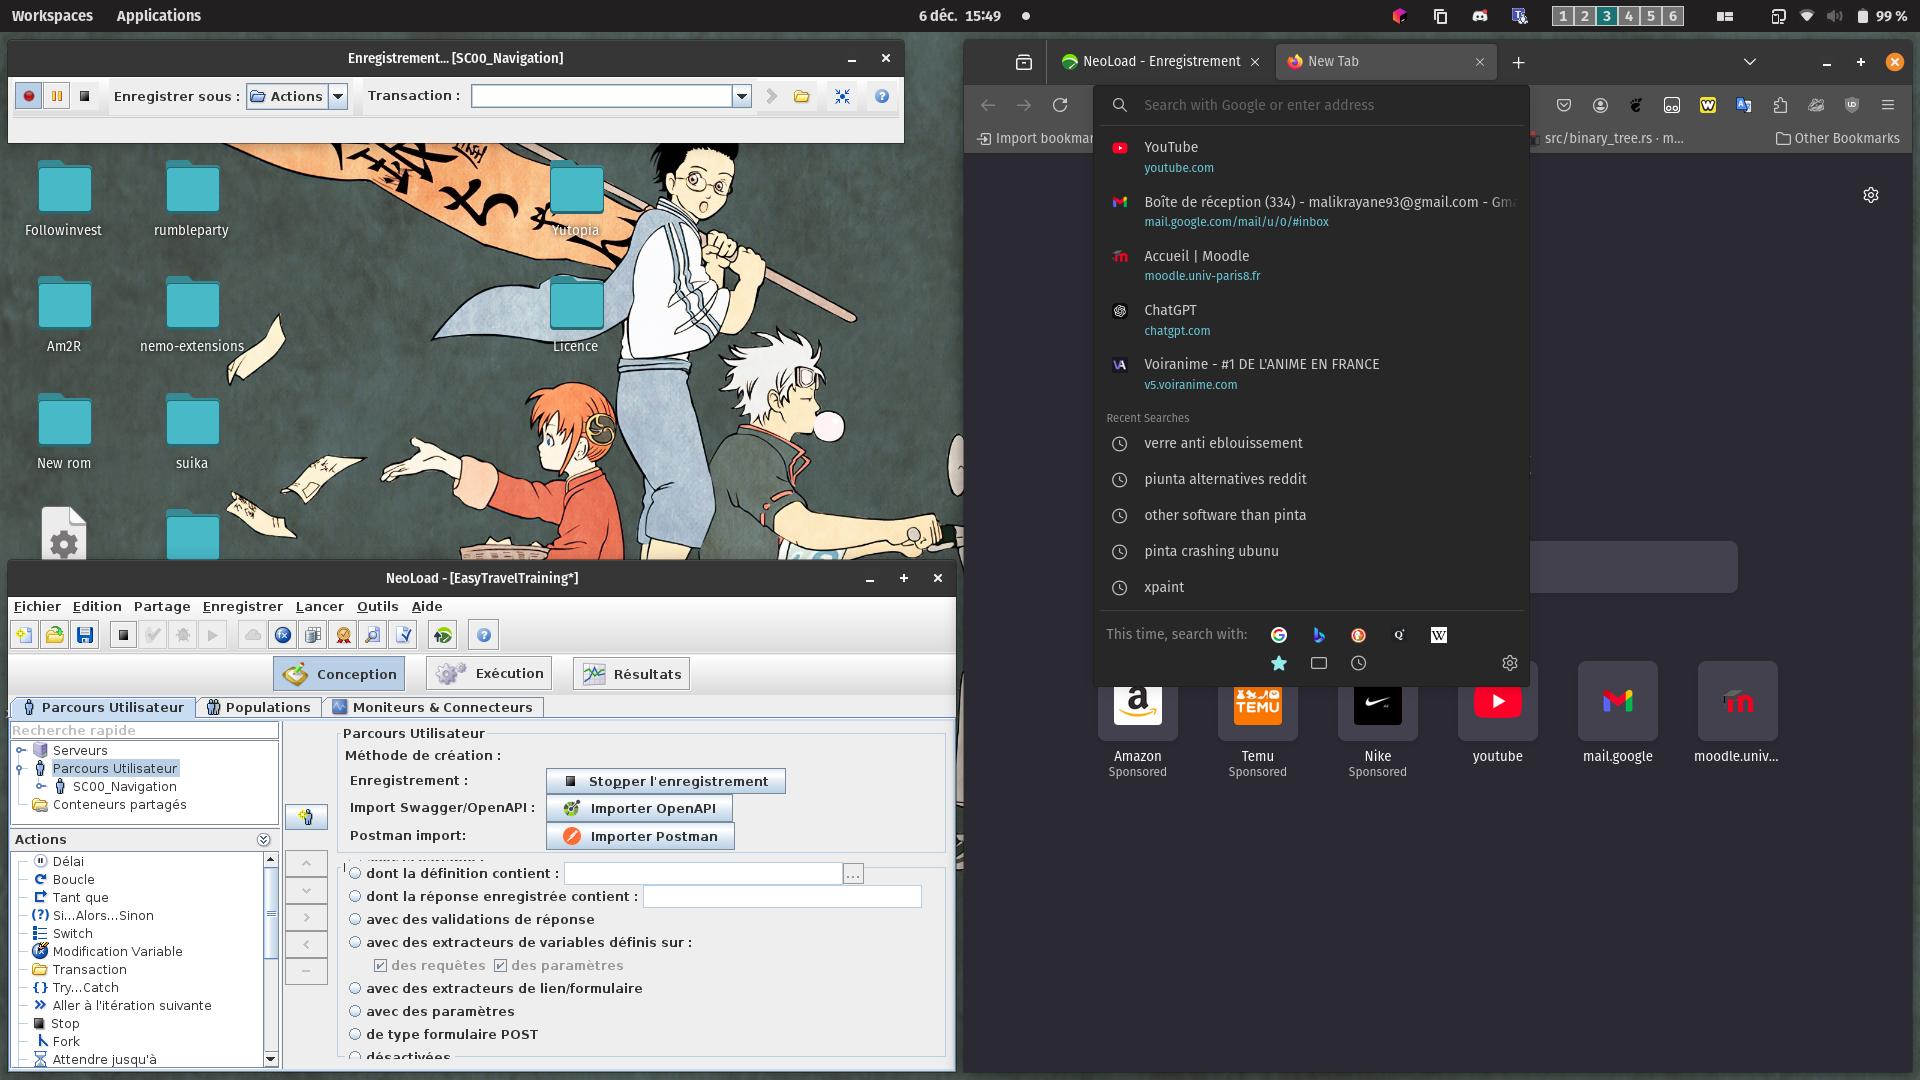 Workspaces Applications 6 déc. 15:49 1 2 3 4 5 6 99 %
Enregistrement... [SC00_Navigation]
Enregistrer sous : Actions Transaction :
Followinvest
rumbleparty
Yutopia
Am2R
nemo-extensions
Licence
New rom
suika
NeoLoad - [EasyTravelTraining*]
Fichier Edition Partage Enregistrer Lancer Outils Aide
Conception Exécution Résultats
Parcours Utilisateur Populations Moniteurs & Connecteurs
Recherche rapide
Serveurs
Parcours Utilisateur
SC00_Navigation
Conteneurs partagés
Actions
Délai
Boucle
Tant que
Si...Alors...Sinon
Switch
Modification Variable
Transaction
Try...Catch
Aller à l'itération suivante
Stop
Fork
Attendre jusqu'à
Parcours Utilisateur
Méthode de création :
Enregistrement : Stopper l'enregistrement
Import Swagger/OpenAPI : Importer OpenAPI
Postman import: Importer Postman
dont la définition contient : ...
dont la réponse enregistrée contient :
avec des validations de réponse
avec des extracteurs de variables définis sur :
des requêtes des paramètres
avec des extracteurs de lien/formulaire
avec des paramètres
de type formulaire POST
désactivées
NeoLoad - Enregistrement New Tab
Search with Google or enter address
Import bookmar
src/binary_tree.rs · m... Other Bookmarks
YouTube
youtube.com
Boîte de réception (334) - malikrayane93@gmail.com - Gma
mail.google.com/mail/u/0/#inbox
Accueil | Moodle
moodle.univ-paris8.fr
ChatGPT
chatgpt.com
Voiranime - #1 DE L'ANIME EN FRANCE
v5.voiranime.com
Recent Searches
verre anti eblouissement
piunta alternatives reddit
other software than pinta
pinta crashing ubunu
xpaint
This time, search with:
TEMU
Amazon
Sponsored
Temu
Sponsored
Nike
Sponsored
youtube
mail.google
moodle.univ...